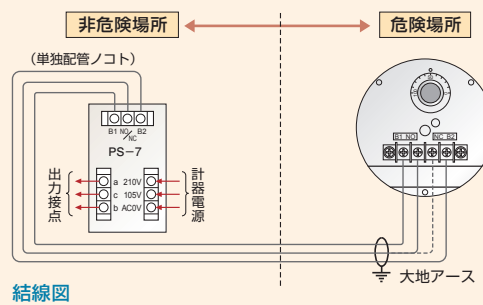 非危険場所
危険場所
(単独配管ノコト)
B1 NO/NC B2
PS-7
出力接点
a 210V
c 105V
b AC0V
計器電源
B1 NO NC B2
大地アース
結線図